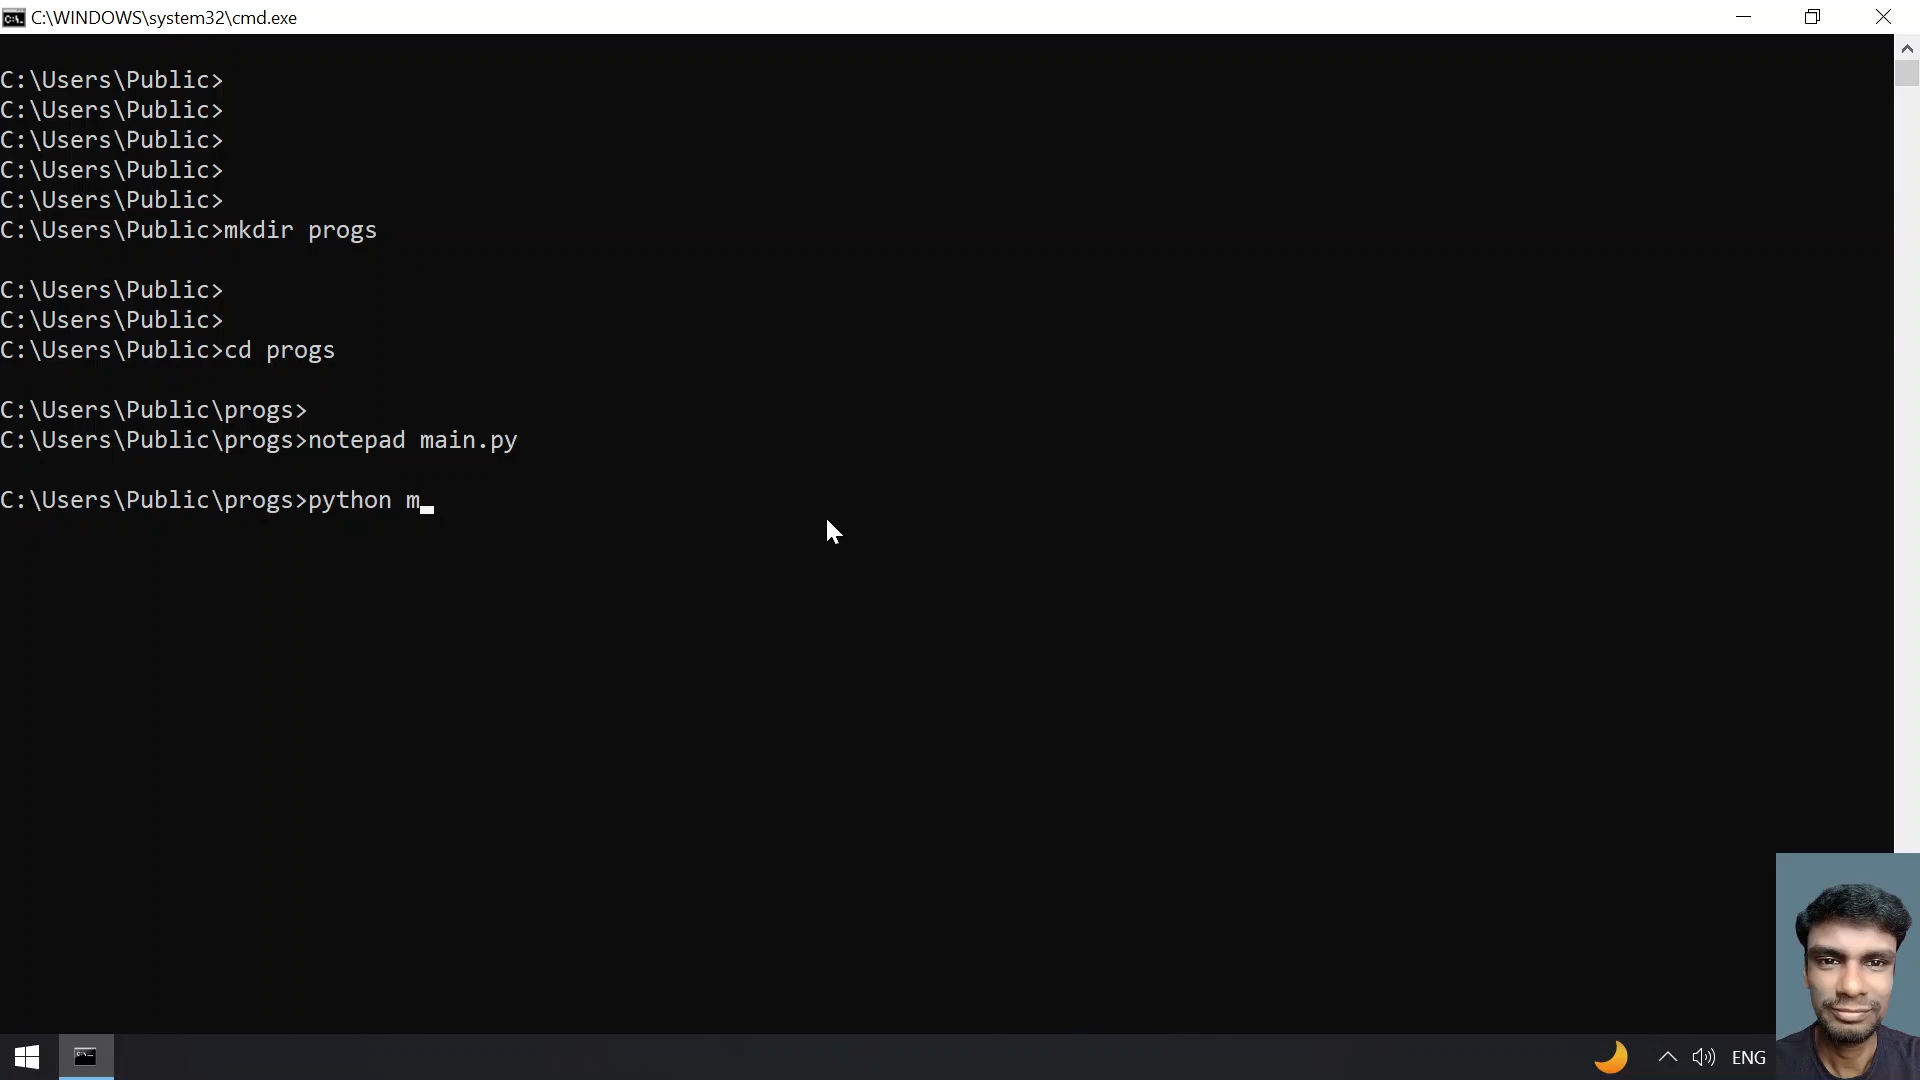 C:\WINDOWS\system32\cmd.exe
C:\Users\Public>
C:\Users\Public>
C:\Users\Public>
C:\Users\Public>
C:\Users\Public>
C:\Users\Public>mkdir progs
C:\Users\Public>
C:\Users\Public>
C:\Users\Public>cd progs
C:\Users\Public\progs>
C:\Users\Public\progs>notepad main.py
C:\Users\Public\progs>python m_
ENG